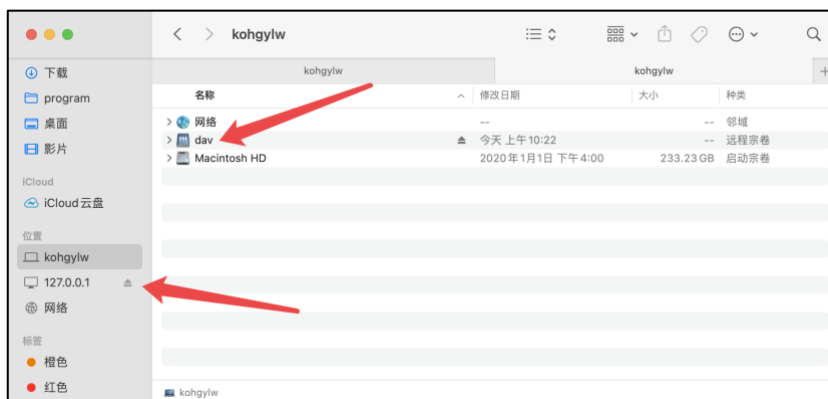 kohgylw
下载
program
桌面
影片
iCloud
iCloud云盘
位置
kohgylw
127.0.0.1
网络
标签
橙色
红色
kohgylw
kohgylw
名称 修改日期 大小 种类
网络 -- -- 邻域
dav 今天 上午10:22 -- 远程宗卷
Macintosh HD 2020年1月1日 下午4:00 233.23 GB 启动宗卷
kohgylw